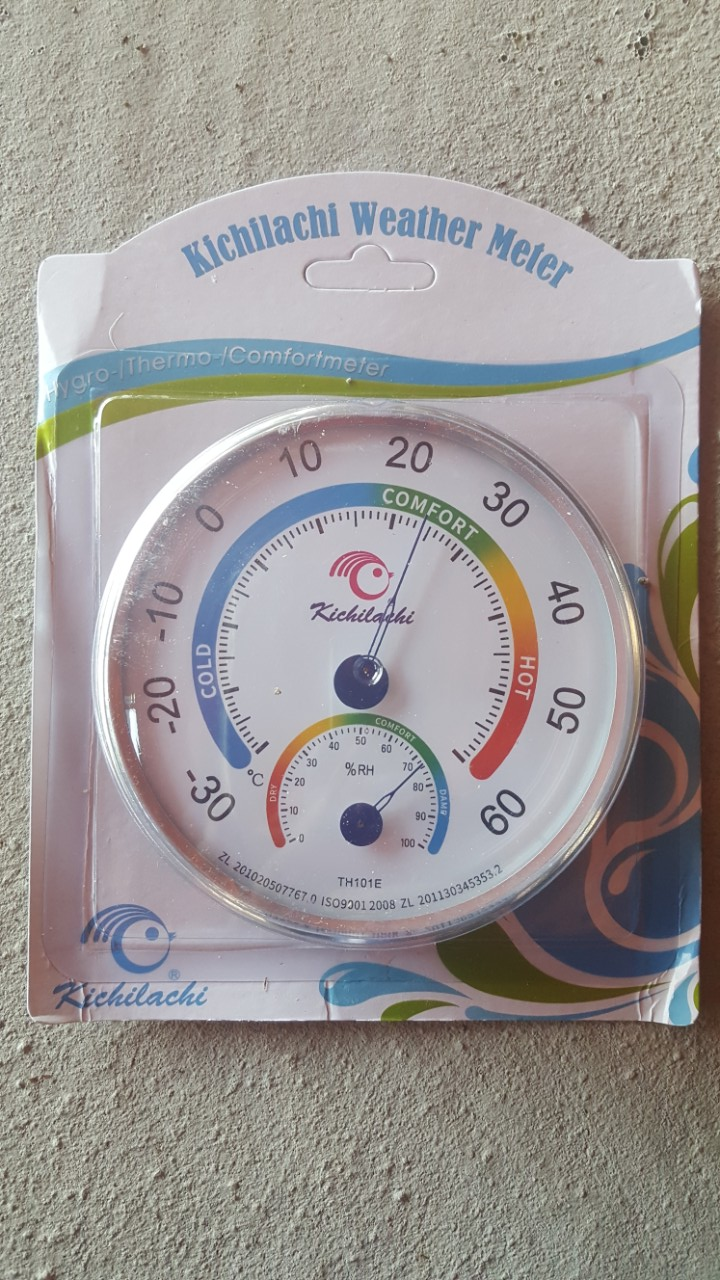 Kichilachi Weather Meter
Hygro-/Thermo-/Comfortmeter
-30
-20
-10
0
10
20
30
40
50
60
COLD
COMFORT
HOT
Kichilachi
°C
0
10
20
30
40
50
60
70
80
90
100
DRY
COMFORT
DAMP
%RH
TH101E
ZL 201020507767.0 ISO9001:2008 ZL 201130345353.2
Kichilachi®